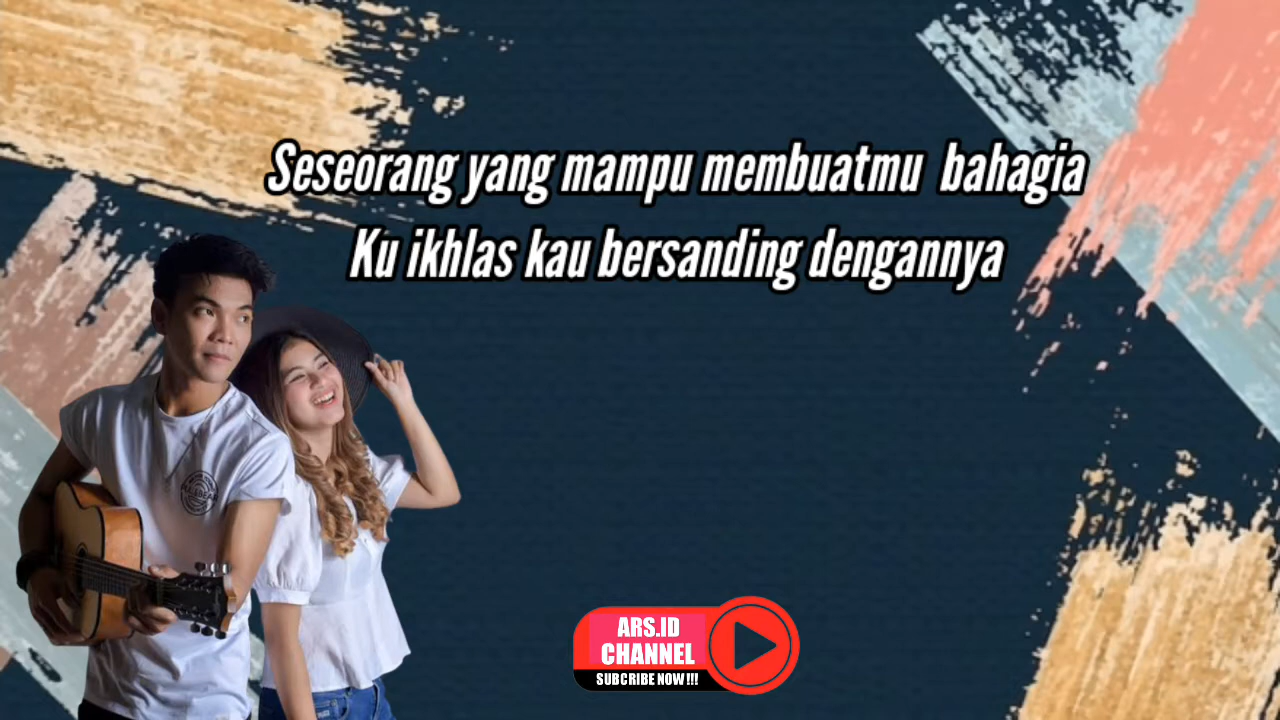 Seseorang yang mampu membuatmu bahagia
Ku ikhlas kau bersanding dengannya
ARS.ID
CHANNEL
SUBCRIBE NOW !!!